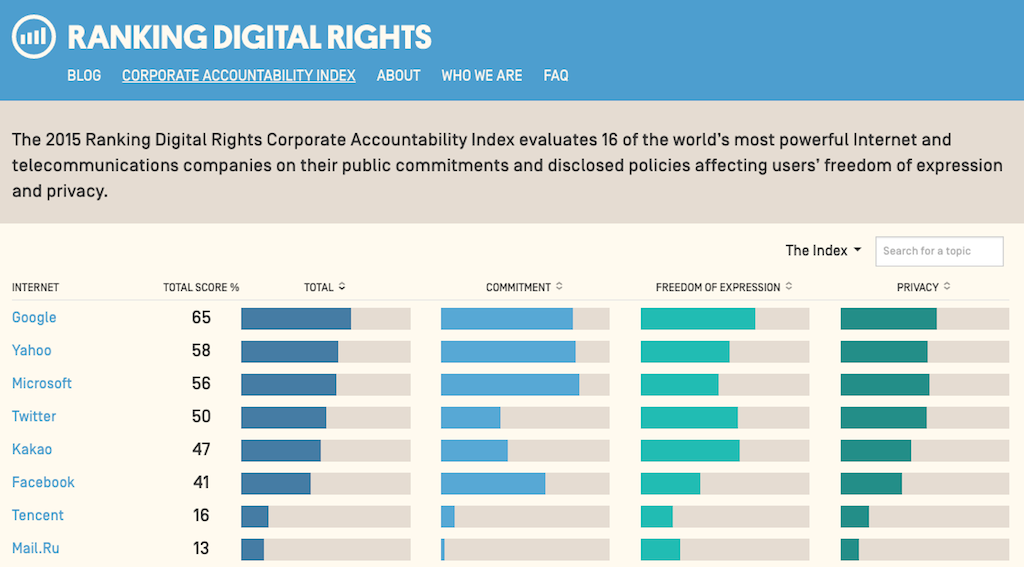 RANKING DIGITAL RIGHTS
BLOG CORPORATE ACCOUNTABILITY INDEX ABOUT WHO WE ARE FAQ
The 2015 Ranking Digital Rights Corporate Accountability Index evaluates 16 of the world's most powerful Internet and
telecommunications companies on their public commitments and disclosed policies affecting users' freedom of expression
and privacy.
The Index Search for a topic
INTERNET TOTAL SCORE % TOTAL COMMITMENT FREEDOM OF EXPRESSION PRIVACY
Google 65
Yahoo 58
Microsoft 56
Twitter 50
Kakao 47
Facebook 41
Tencent 16
Mail.Ru 13